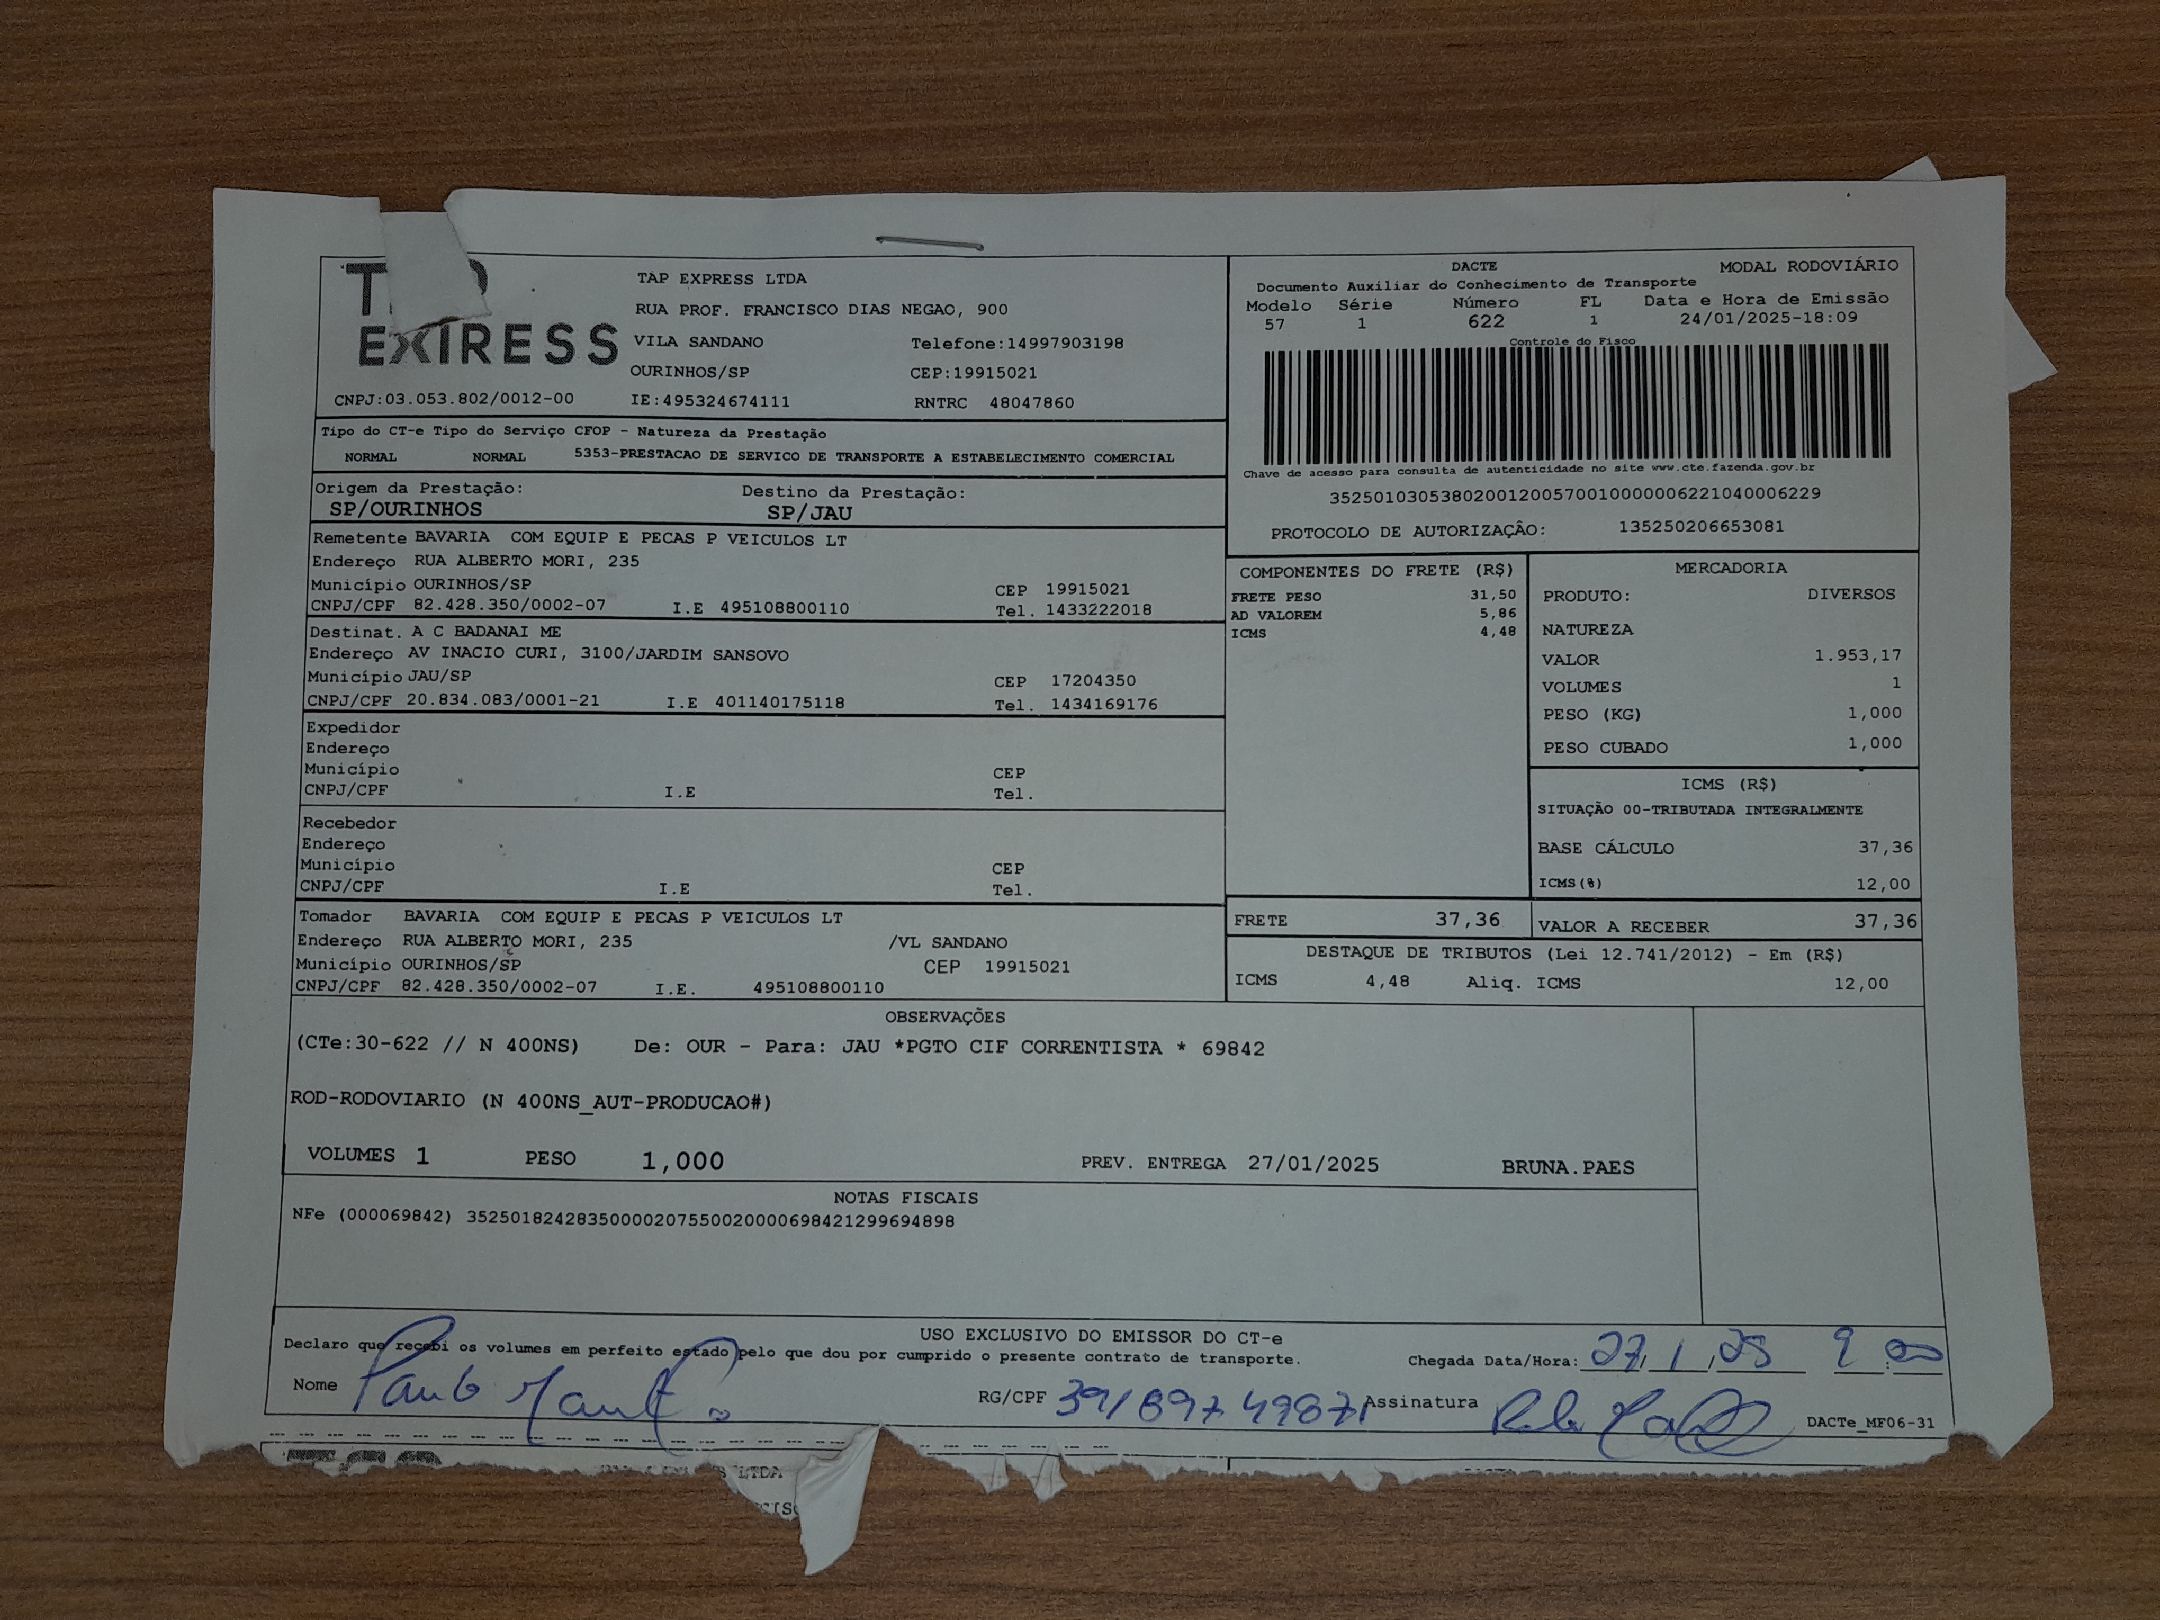 TAP EXPRESS LTDA
RUA PROF. FRANCISCO DIAS NEGAO, 900
VILA SANDANO Telefone:14997903198
OURINHOS/SP CEP:19915021
CNPJ:03.053.802/0012-00 IE:495324674111 RNTRC 48047860
DACTE MODAL RODOVIÁRIO
Documento Auxiliar do Conhecimento de Transporte
Modelo Série Número FL Data e Hora de Emissão
57 1 622 1 24/01/2025-18:09
Controle do Fisco
Chave de acesso para consulta de autenticidade no site www.cte.fazenda.gov.br
35250103053802001200570010000006221040006229
PROTOCOLO DE AUTORIZAÇÃO: 135250206653081
Tipo do CT-e Tipo do Serviço CFOP - Natureza da Prestação
NORMAL NORMAL 5353-PRESTACAO DE SERVICO DE TRANSPORTE A ESTABELECIMENTO COMERCIAL
Origem da Prestação: Destino da Prestação:
SP/OURINHOS SP/JAU
Remetente BAVARIA COM EQUIP E PECAS P VEICULOS LT
Endereço RUA ALBERTO MORI, 235
Município OURINHOS/SP CEP 19915021
CNPJ/CPF 82.428.350/0002-07 I.E 495108800110 Tel. 1433222018
Destinat. A C BADANAI ME
Endereço AV INACIO CURI, 3100/JARDIM SANSOVO
Município JAU/SP CEP 17204350
CNPJ/CPF 20.834.083/0001-21 I.E 401140175118 Tel. 1434169176
Expedidor
Endereço
Município CEP
CNPJ/CPF I.E Tel.
Recebedor
Endereço
Município CEP
CNPJ/CPF I.E Tel.
Tomador BAVARIA COM EQUIP E PECAS P VEICULOS LT
Endereço RUA ALBERTO MORI, 235 /VL SANDANO
Município OURINHOS/SP CEP 19915021
CNPJ/CPF 82.428.350/0002-07 I.E. 495108800110
COMPONENTES DO FRETE (R$)
FRETE PESO 31,50
AD VALOREM 5,86
ICMS 4,48
MERCADORIA
PRODUTO: DIVERSOS
NATUREZA
VALOR 1.953,17
VOLUMES 1
PESO (KG) 1,000
PESO CUBADO 1,000
ICMS (R$)
SITUAÇÃO 00-TRIBUTADA INTEGRALMENTE
BASE CÁLCULO 37,36
ICMS(%) 12,00
FRETE 37,36 VALOR A RECEBER 37,36
DESTAQUE DE TRIBUTOS (Lei 12.741/2012) - Em (R$)
ICMS 4,48 Aliq. ICMS 12,00
OBSERVAÇÕES
(CTe:30-622 // N 400NS) De: OUR - Para: JAU *PGTO CIF CORRENTISTA * 69842
ROD-RODOVIARIO (N 400NS_AUT-PRODUCAO#)
VOLUMES 1 PESO 1,000 PREV. ENTREGA 27/01/2025 BRUNA.PAES
NOTAS FISCAIS
NFe (000069842) 35250182428350000207550020000698421299694898
USO EXCLUSIVO DO EMISSOR DO CT-e
Declaro que recebi os volumes em perfeito estado pelo que dou por cumprido o presente contrato de transporte.
Chegada Data/Hora: 27,1,25 9:00
Nome Paulo RG/CPF Assinatura DACTe_MF06-31
LTDA